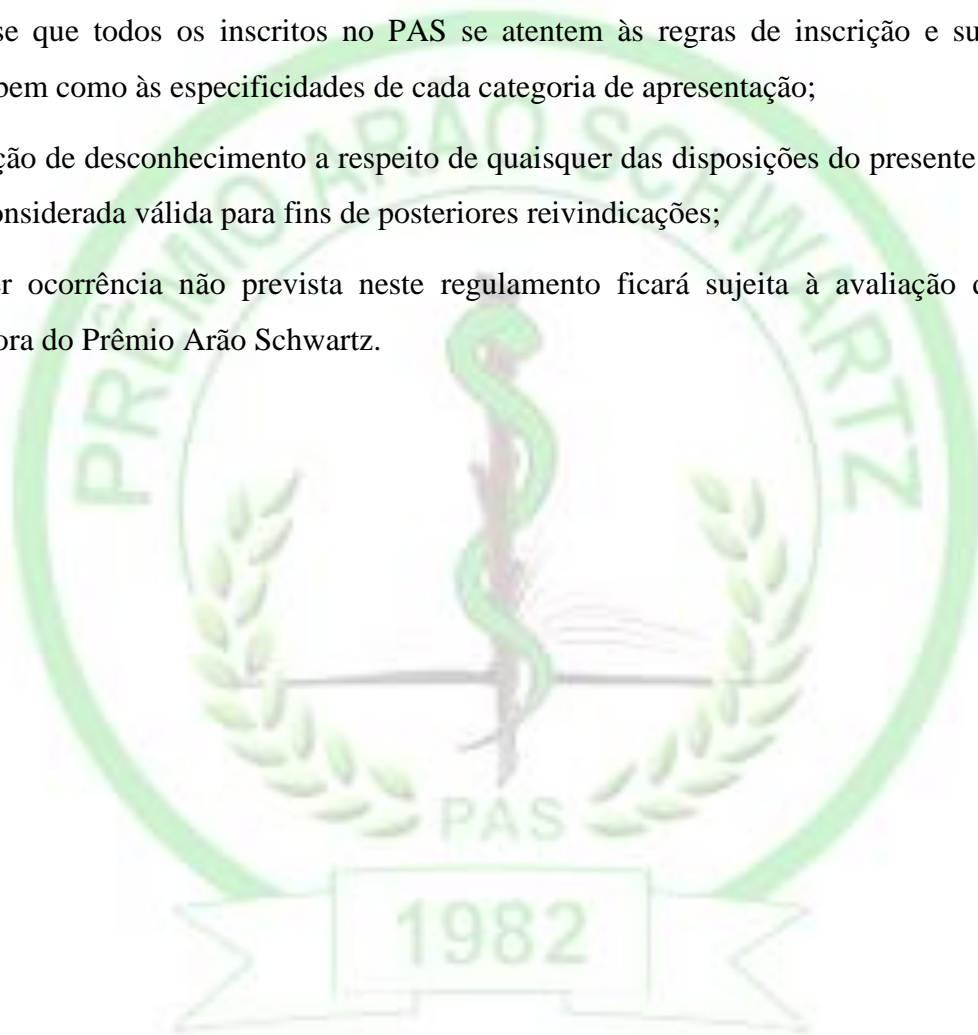 se que todos os inscritos no PAS se atentem às regras de inscrição e su
bem como às especificidades de cada categoria de apresentação;
ção de desconhecimento a respeito de quaisquer das disposições do presente
onsiderada válida para fins de posteriores reivindicações;
r ocorrência não prevista neste regulamento ficará sujeita à avaliação
ora do Prêmio Arão Schwartz.
PRÊMIO ARÃO SCHWARTZ
PAS
1982